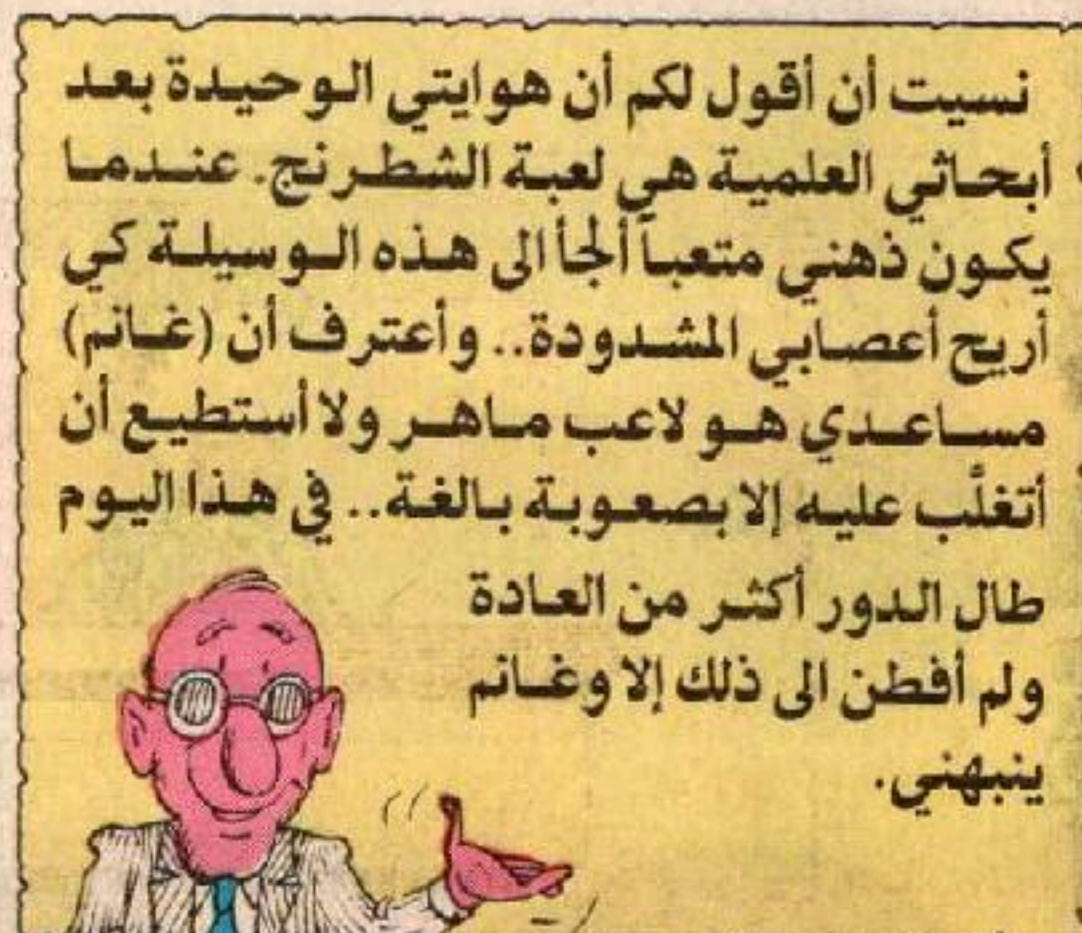 نسيت أن أقول لكم أن هوايتي الوحيدة بعد
أبحاثي العلمية هي لعبة الشطرنج. عندما
يكون ذهني متعباً ألجأ الى هذه الوسيلة كي
أريح أعصابي المشدودة.. وأعترف أن (غانم)
مساعدي هو لاعب ماهر ولا أستطيع أن
أتغلَّب عليه إلا بصعوبة بالغة.. في هذا اليوم
طال الدور أكثر من العادة
ولم أفطن الى ذلك إلا وغانم
ينبهني.